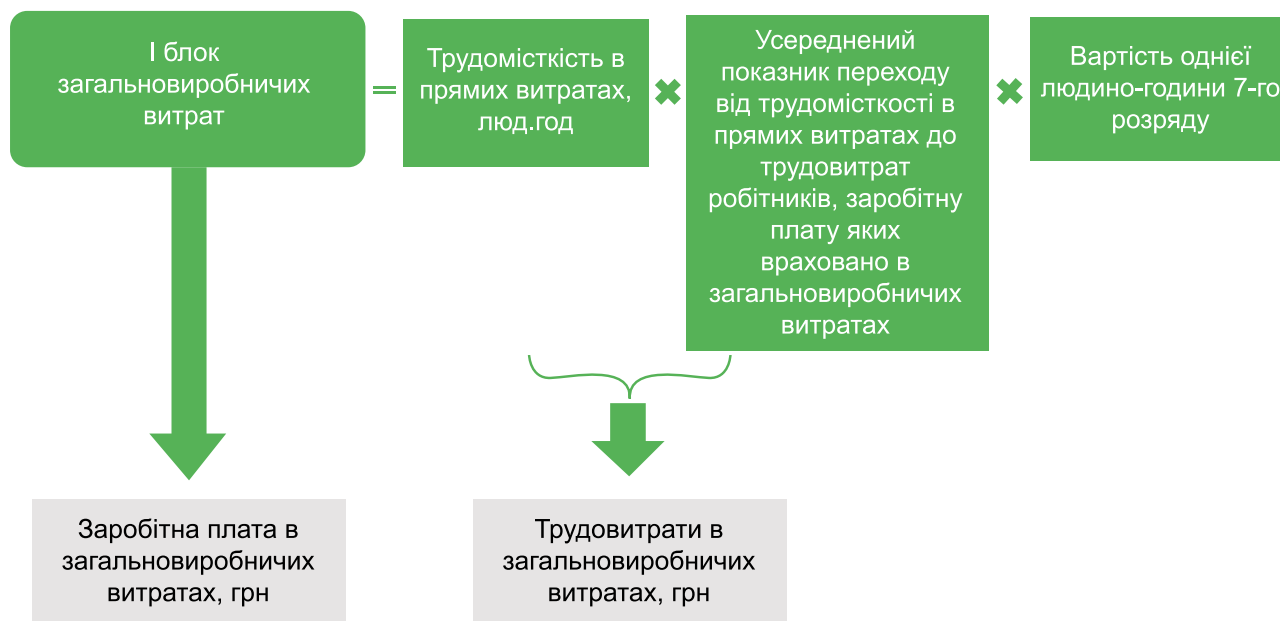 І блок
загальновиробничих
витрат
=
Трудомісткість в
прямих витратах,
люд.год
✖
Усереднений
показник переходу
від трудомісткості в
прямих витратах до
трудовитрат
робітників, заробітну
плату яких
враховано в
загальновиробничих
витратах
✖
Вартість однієї
людино-години 7-го
розряду
Заробітна плата в
загальновиробничих
витратах, грн
Трудовитрати в
загальновиробничих
витратах, грн